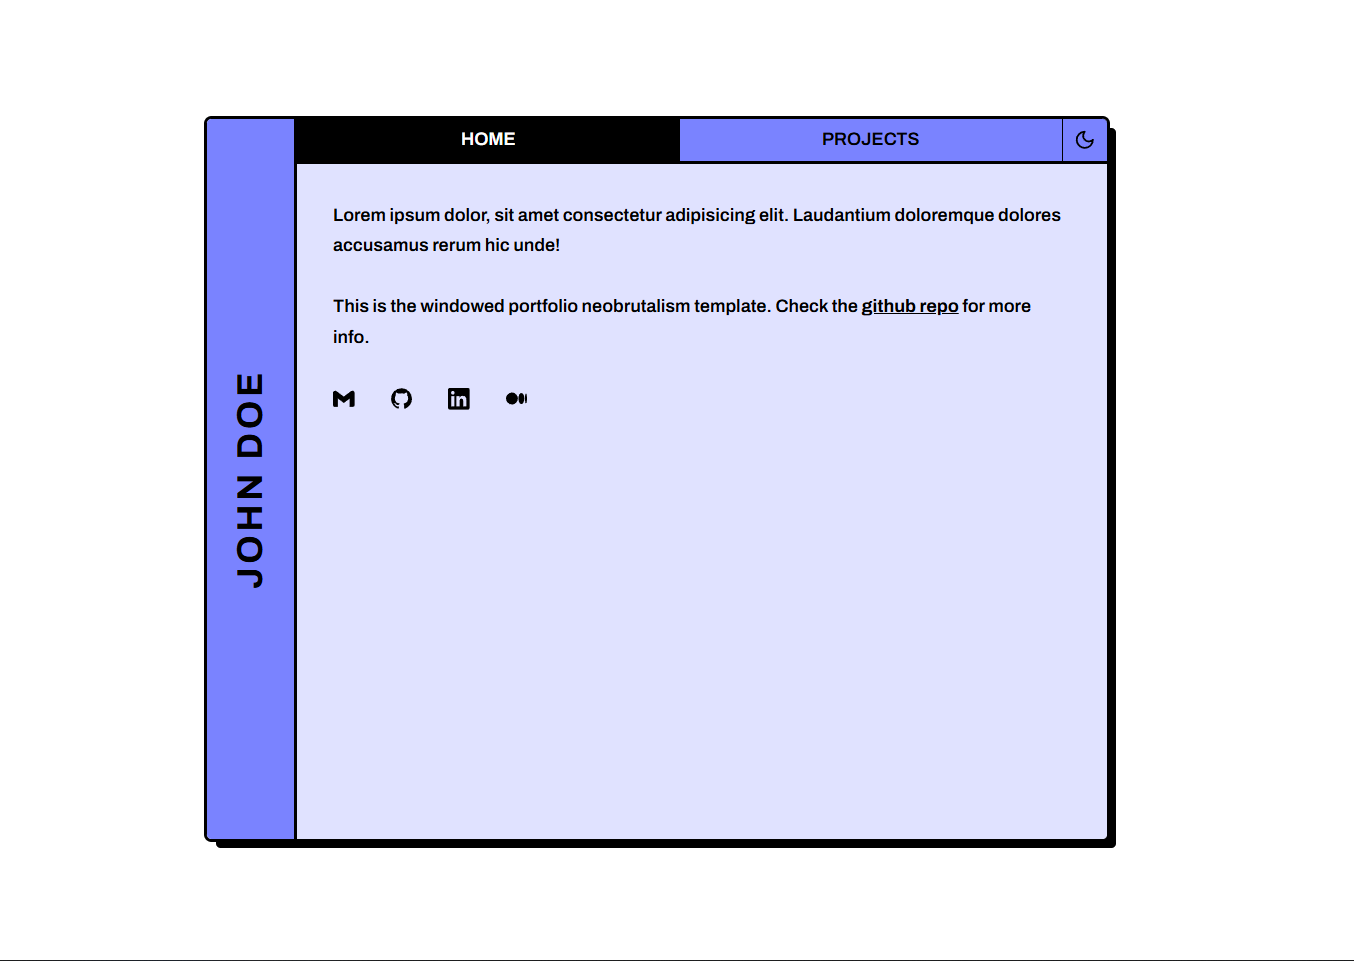 HOME
PROJECTS
JOHN DOE
Lorem ipsum dolor, sit amet consectetur adipisicing elit. Laudantium doloremque dolores
accusamus rerum hic unde!
This is the windowed portfolio neobrutalism template. Check the github repo for more
info.